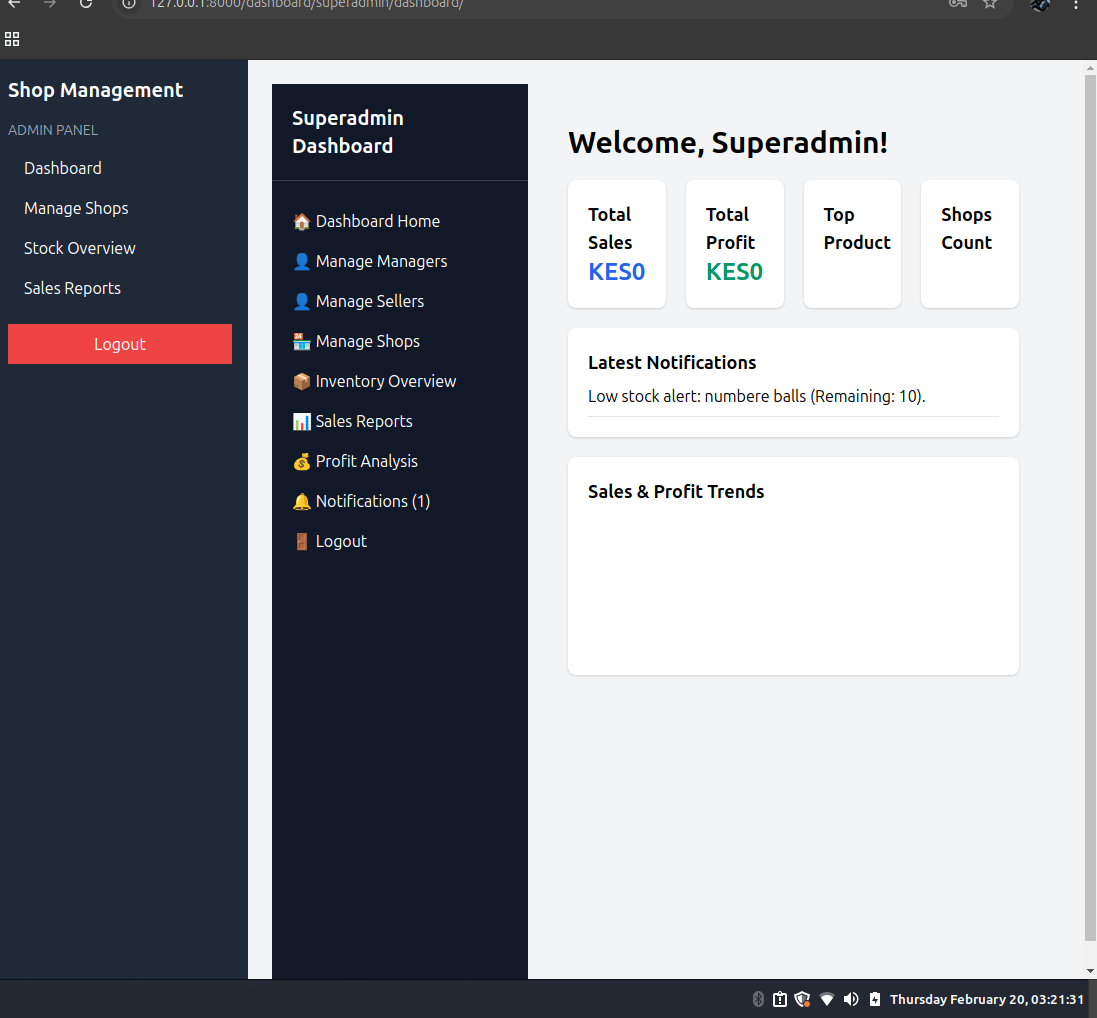 127.0.0.1:8000/dashboard/superadmin/dashboard/
Shop Management
ADMIN PANEL
Dashboard
Manage Shops
Stock Overview
Sales Reports
Logout
Superadmin
Dashboard
Dashboard Home
Manage Managers
Manage Sellers
Manage Shops
Inventory Overview
Sales Reports
Profit Analysis
Notifications (1)
Logout
Welcome, Superadmin!
Total
Sales
KES0
Total
Profit
KES0
Top
Product
Shops
Count
Latest Notifications
Low stock alert: numbere balls (Remaining: 10).
Sales & Profit Trends
Thursday February 20, 03:21:31